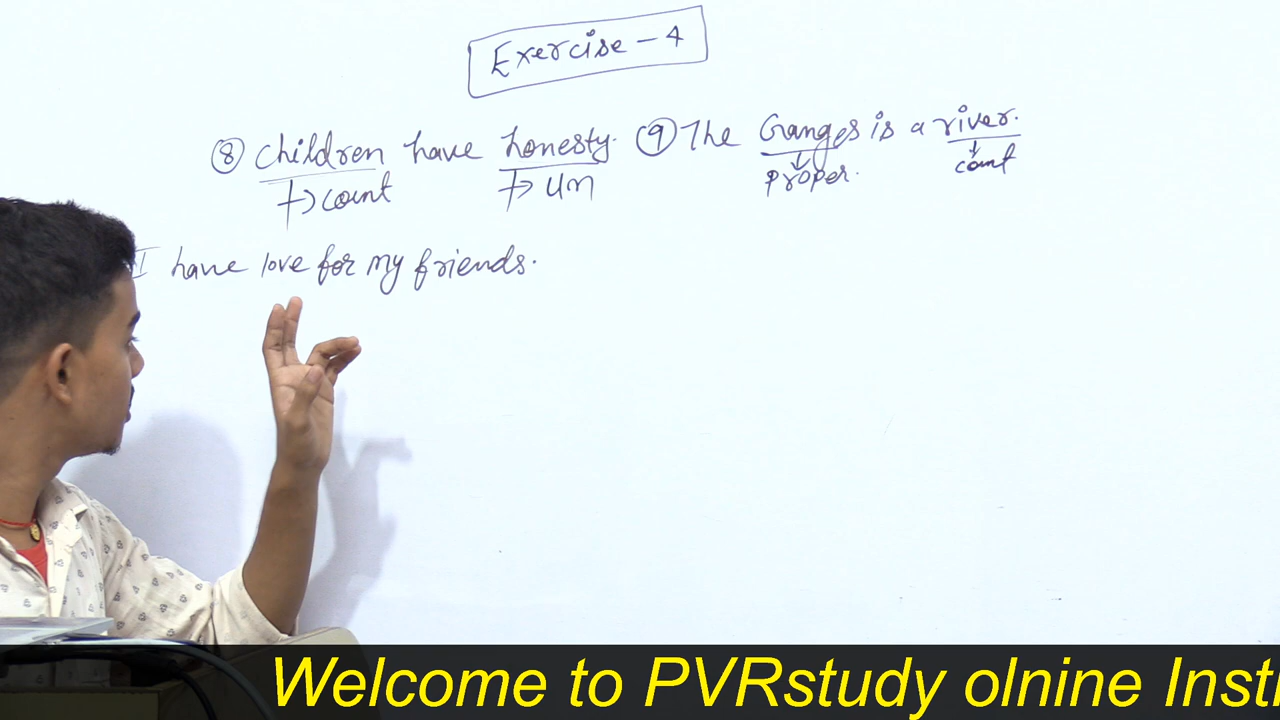 Exercise - 4
⑧ children have honesty. ⑨ The Ganges is a river.
↳ count ↳ un ↓ proper. ↓ count
I have love for my friends.
Welcome to PVRstudy olnine Insti